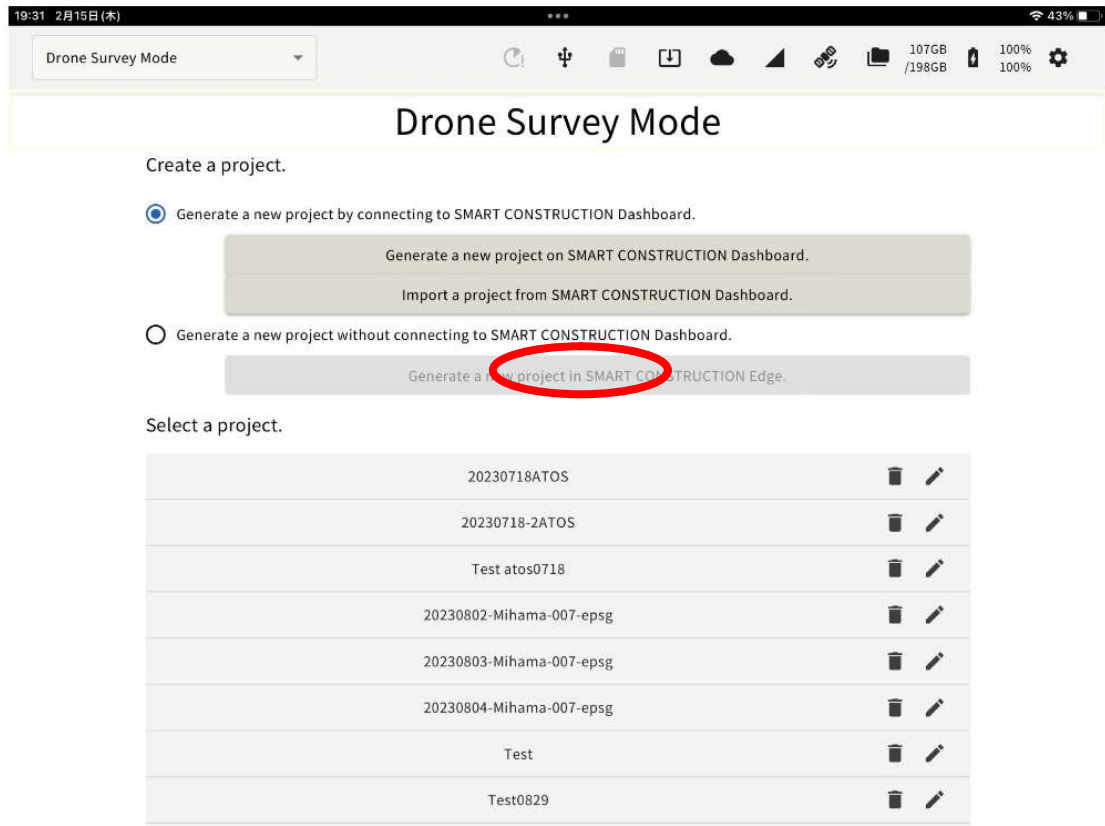 19:31 2月15日(木)
43%
Drone Survey Mode
107GB
/198GB
100%
100%
Drone Survey Mode
Create a project.
Generate a new project by connecting to SMART CONSTRUCTION Dashboard.
Generate a new project on SMART CONSTRUCTION Dashboard.
Import a project from SMART CONSTRUCTION Dashboard.
Generate a new project without connecting to SMART CONSTRUCTION Dashboard.
Generate a new project in SMART CONSTRUCTION Edge.
Select a project.
20230718ATOS
20230718-2ATOS
Test atos0718
20230802-Mihama-007-epsg
20230803-Mihama-007-epsg
20230804-Mihama-007-epsg
Test
Test0829